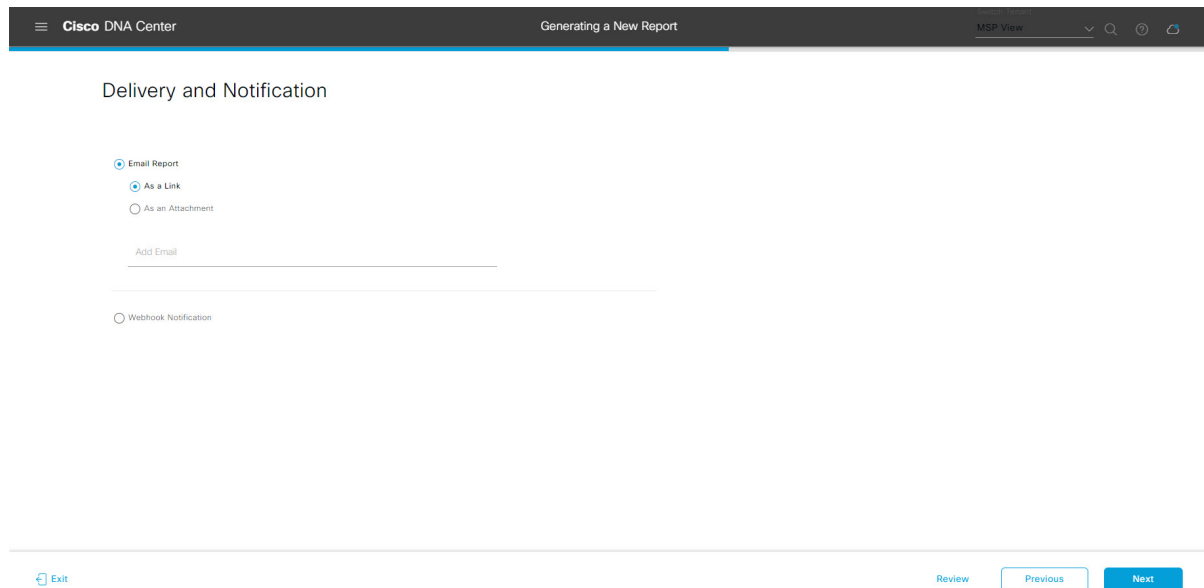 Cisco DNA Center
Generating a New Report
MSP View
Delivery and Notification
Email Report
As a Link
As an Attachment
Add Email
Webhook Notification
Exit
Review
Previous
Next